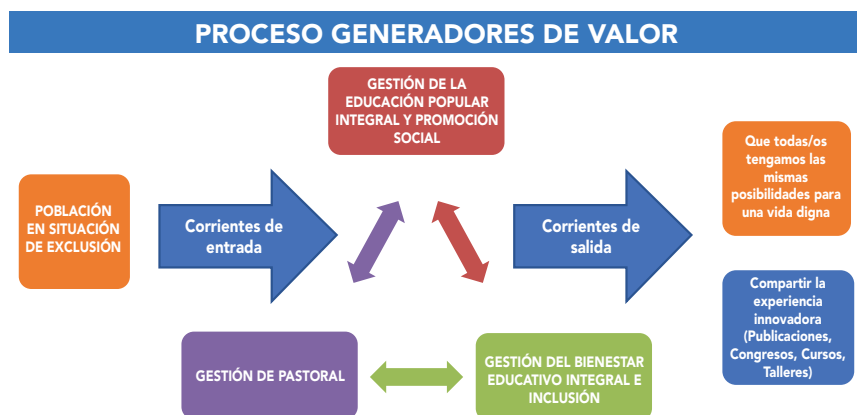 PROCESO GENERADORES DE VALOR
GESTIÓN DE LA
EDUCACIÓN POPULAR
INTEGRAL Y PROMOCIÓN
SOCIAL
POBLACIÓN
EN SITUACIÓN
DE EXCLUSIÓN
Corrientes de
entrada
Corrientes de
salida
Que todas/os
tengamos las
mismas
posibilidades para
una vida digna
Compartir la
experiencia
innovadora
(Publicaciones,
Congresos, Cursos,
Talleres)
GESTIÓN DE PASTORAL
GESTIÓN DEL BIENESTAR
EDUCATIVO INTEGRAL E
INCLUSIÓN